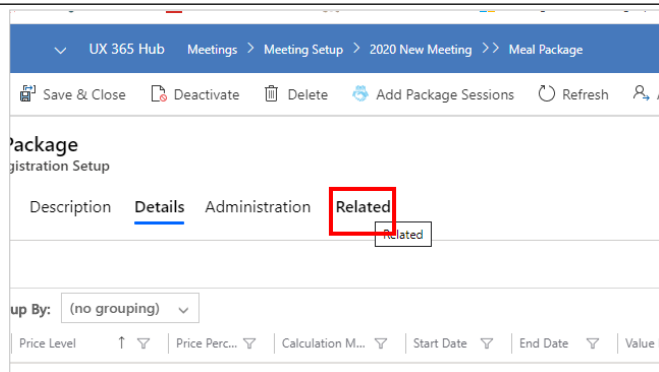 UX 365 Hub Meetings > Meeting Setup > 2020 New Meeting >> Meal Package
Save & Close Deactivate Delete Add Package Sessions Refresh
Package
gistration Setup
Description Details Administration Related
Related
up By: (no grouping)
Price Level Price Perc... Calculation M... Start Date End Date Value